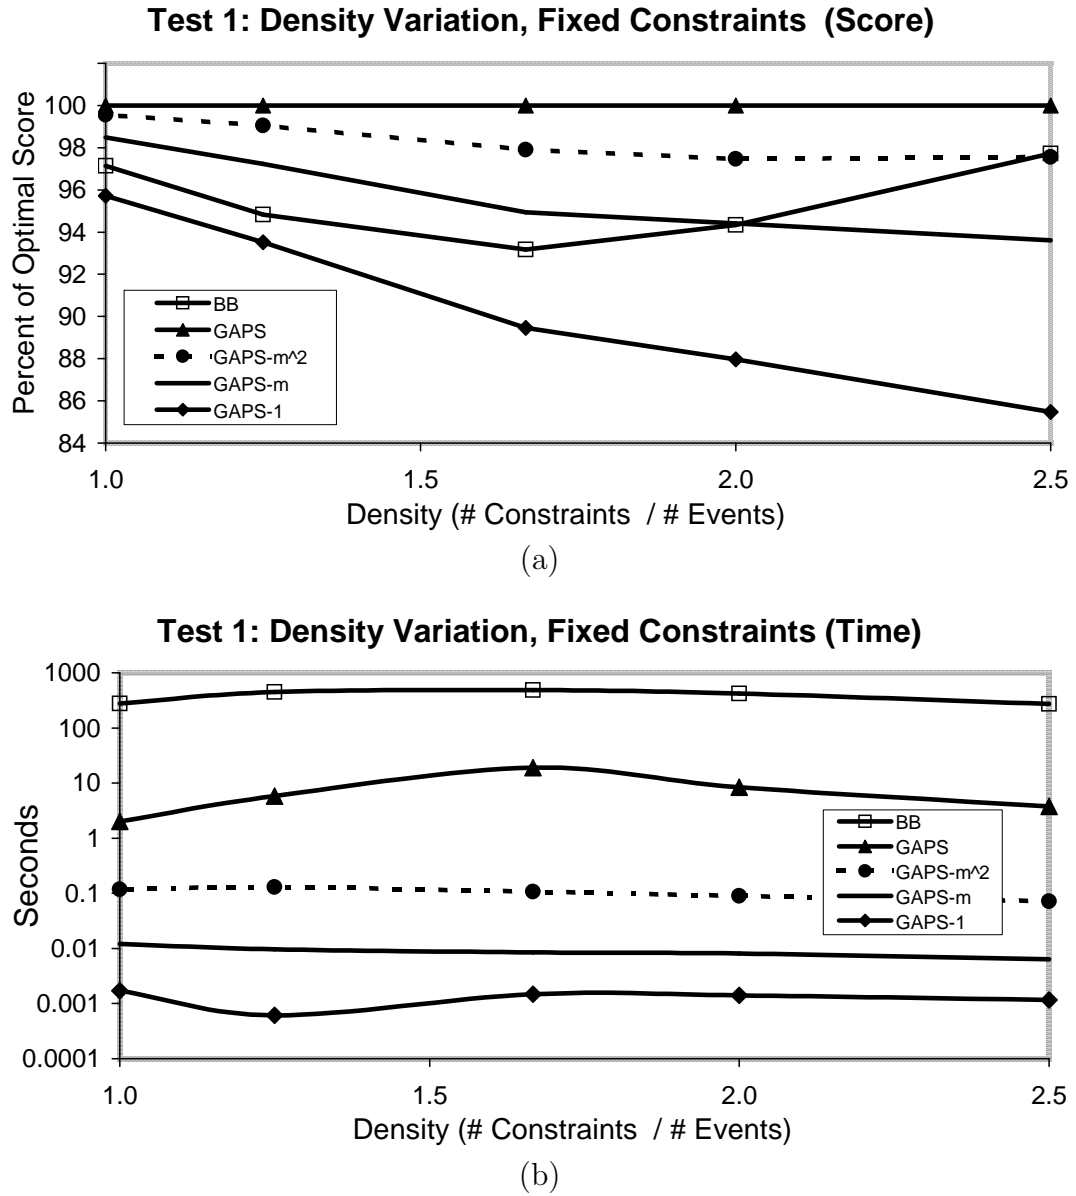 Test 1: Density Variation, Fixed Constraints (Score)
Percent of Optimal Score
100
98
96
94
92
90
88
86
84
BB
GAPS
GAPS-m^2
GAPS-m
GAPS-1
1.0 1.5 2.0 2.5
Density (# Constraints / # Events)
(a)
Test 1: Density Variation, Fixed Constraints (Time)
Seconds
1000
100
10
1
0.1
0.01
0.001
0.0001
BB
GAPS
GAPS-m^2
GAPS-m
GAPS-1
1.0 1.5 2.0 2.5
Density (# Constraints / # Events)
(b)